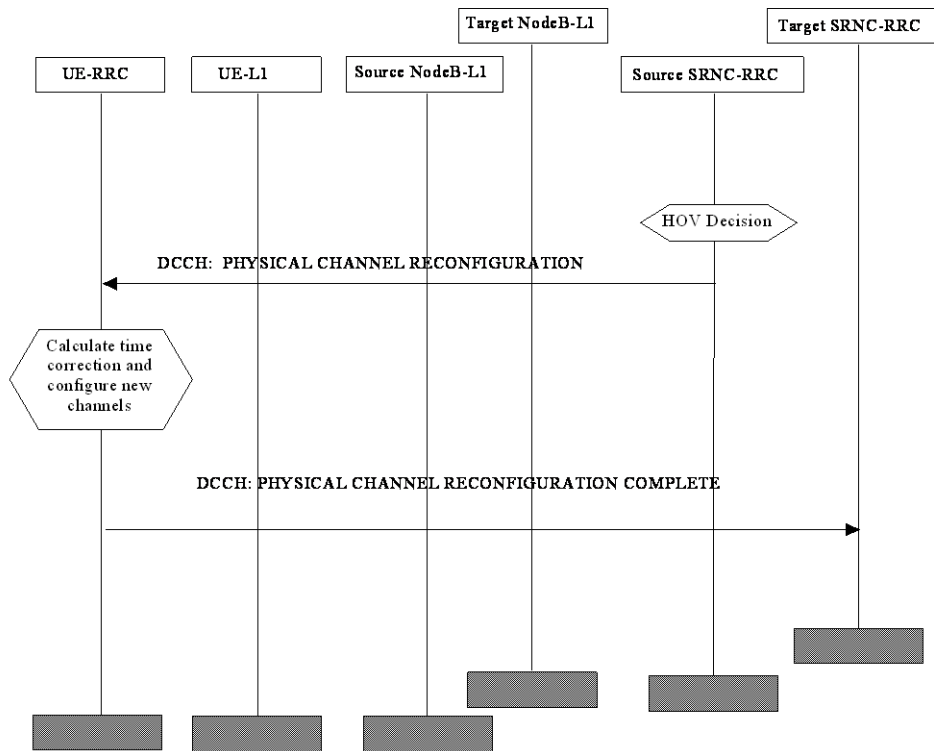 Target NodeB-L1
Target SRNC-RRC
UE-RRC
UE-L1
Source NodeB-L1
Source SRNC-RRC
HOV Decision
DCCH: PHYSICAL CHANNEL RECONFIGURATION
Calculate time
correction and
configure new
channels
DCCH: PHYSICAL CHANNEL RECONFIGURATION COMPLETE